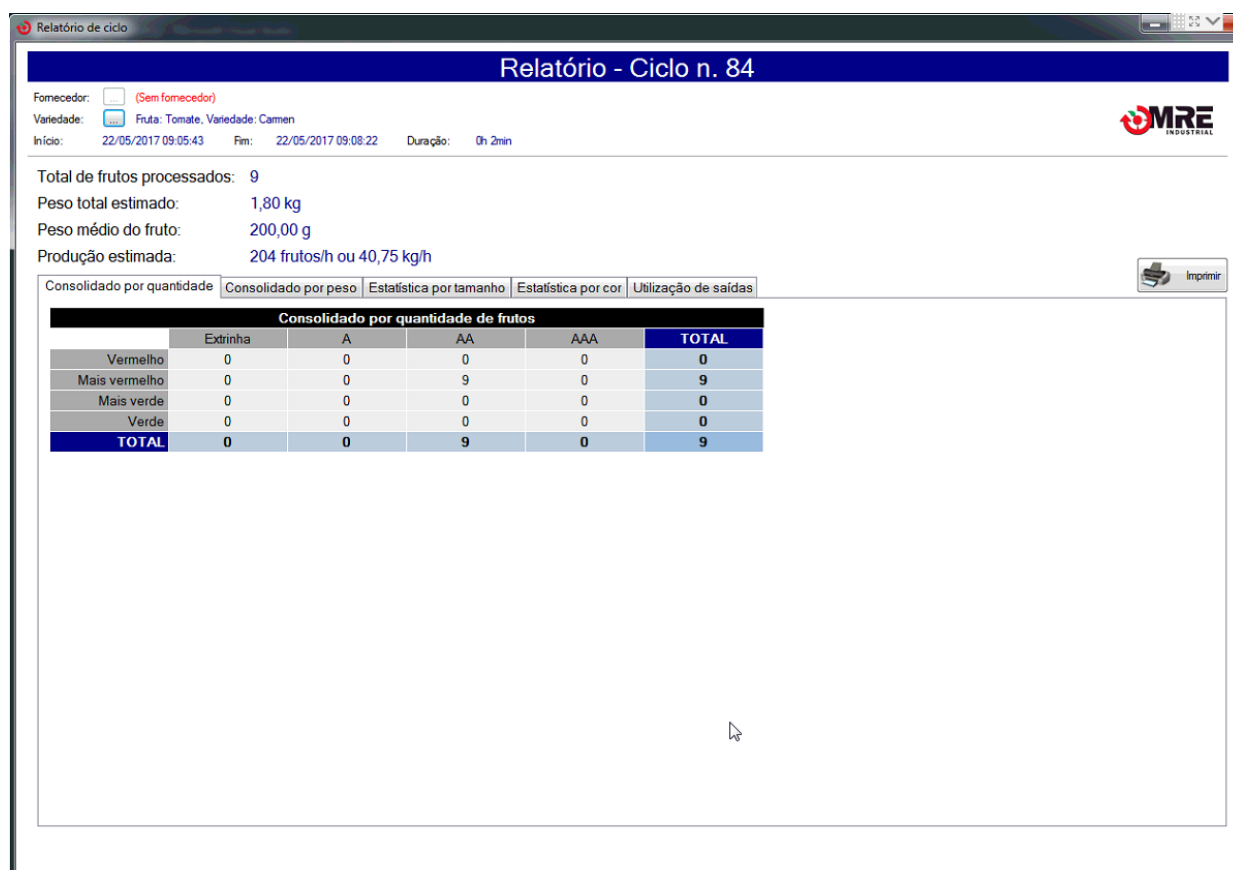 Relatório de ciclo
Relatório - Ciclo n. 84
Fornecedor: ... (Sem fornecedor)
Variedade: ... Fruta: Tomate, Variedade: Carmen
Início: 22/05/2017 09:05:43 Fim: 22/05/2017 09:08:22 Duração: 0h 2min
MRE
INDUSTRIAL
Total de frutos processados: 9
Peso total estimado: 1,80 kg
Peso médio do fruto: 200,00 g
Produção estimada: 204 frutos/h ou 40,75 kg/h
Imprimir
Consolidado por quantidade Consolidado por peso Estatística por tamanho Estatística por cor Utilização de saídas
Consolidado por quantidade de frutos
Extrinha A AA AAA TOTAL
Vermelho 0 0 0 0 0
Mais vermelho 0 0 9 0 9
Mais verde 0 0 0 0 0
Verde 0 0 0 0 0
TOTAL 0 0 9 0 9